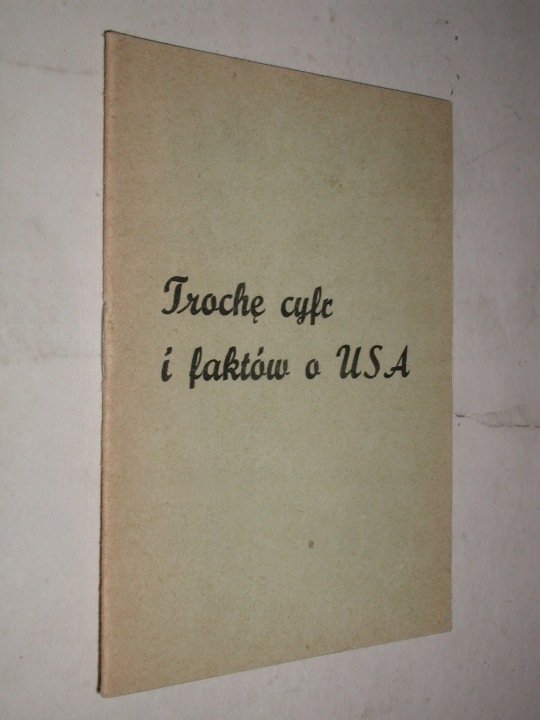 Trochę cyfr
i faktów o USA